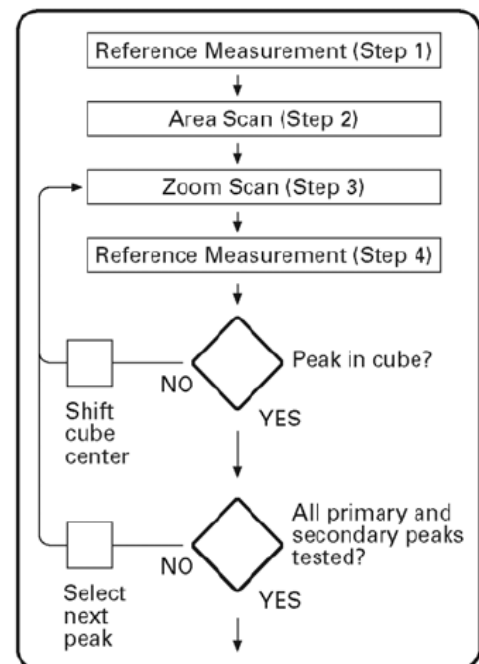 Reference Measurement (Step 1)
Area Scan (Step 2)
Zoom Scan (Step 3)
Reference Measurement (Step 4)
Peak in cube?
NO
YES
Shift
cube
center
All primary and
secondary peaks
tested?
NO
YES
Select
next
peak